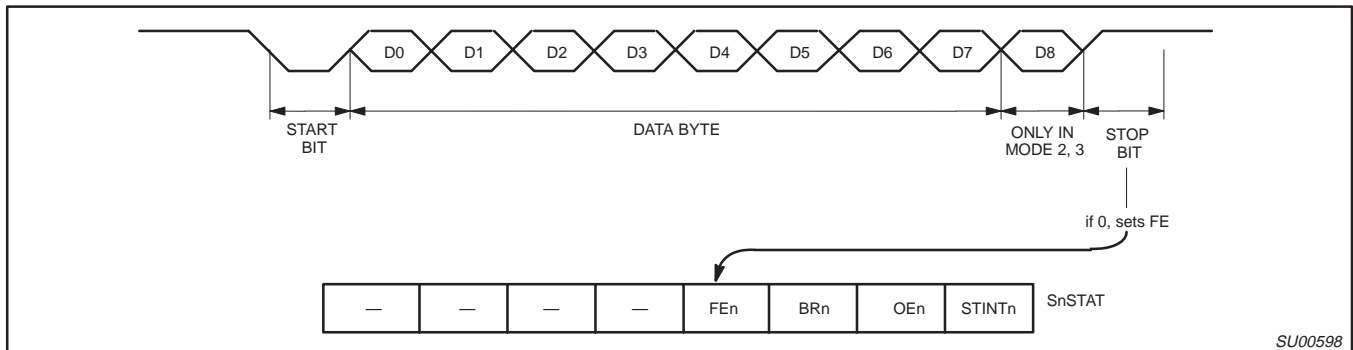 D0 D1 D2 D3 D4 D5 D6 D7 D8
START
BIT
DATA BYTE
ONLY IN
MODE 2, 3
STOP
BIT
if 0, sets FE
— — — — FEn BRn OEn STINTn SnSTAT
SU00598